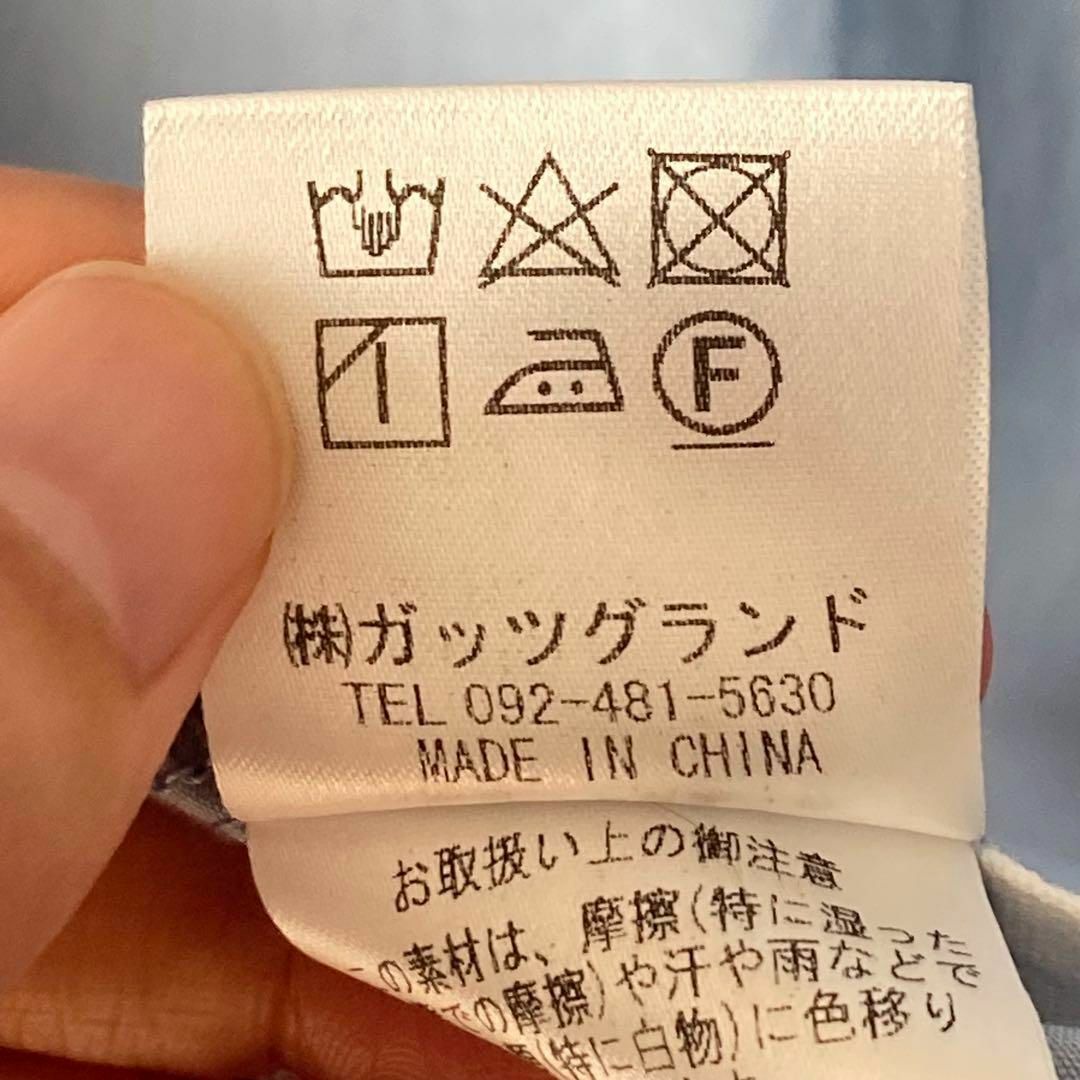 F
(株)ガッツグランド
TEL 092-481-5630
MADE IN CHINA
お取扱い上の御注意
の素材は、摩擦(特に湿った
での摩擦)や汗や雨などで
(特に白物)に色移り